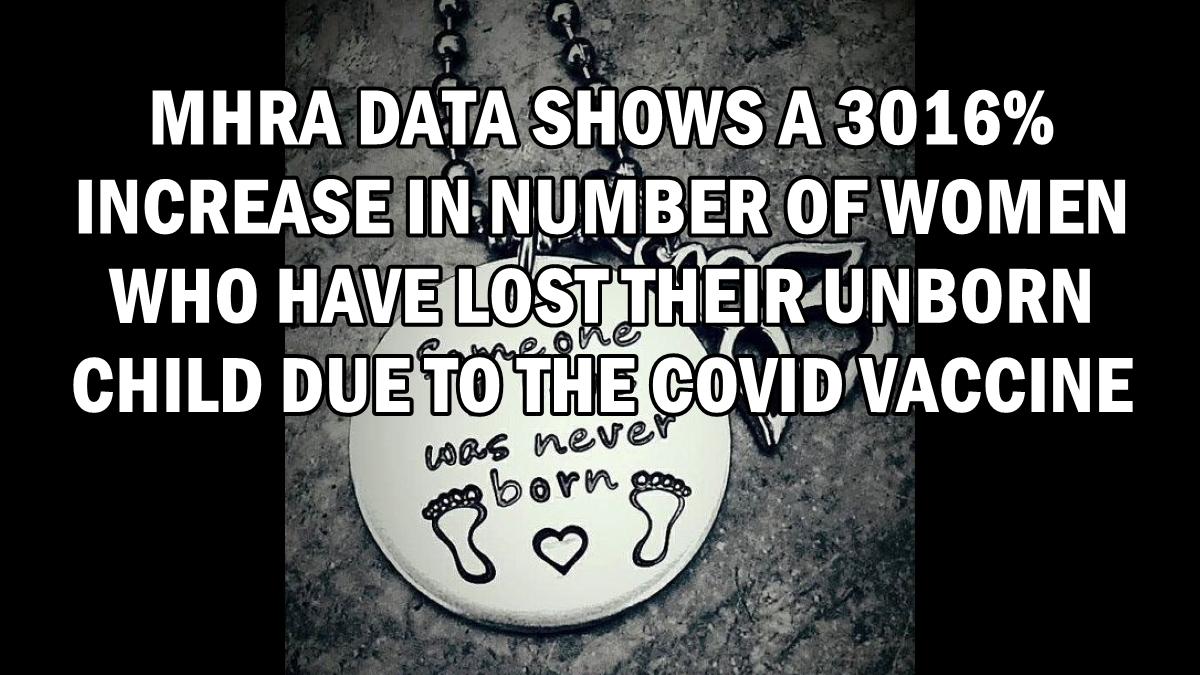 MHRA DATA SHOWS A 3016%
INCREASE IN NUMBER OF WOMEN
WHO HAVE LOST THEIR UNBORN
someone
CHILD DUE TO THE COVID VACCINE
was never
born